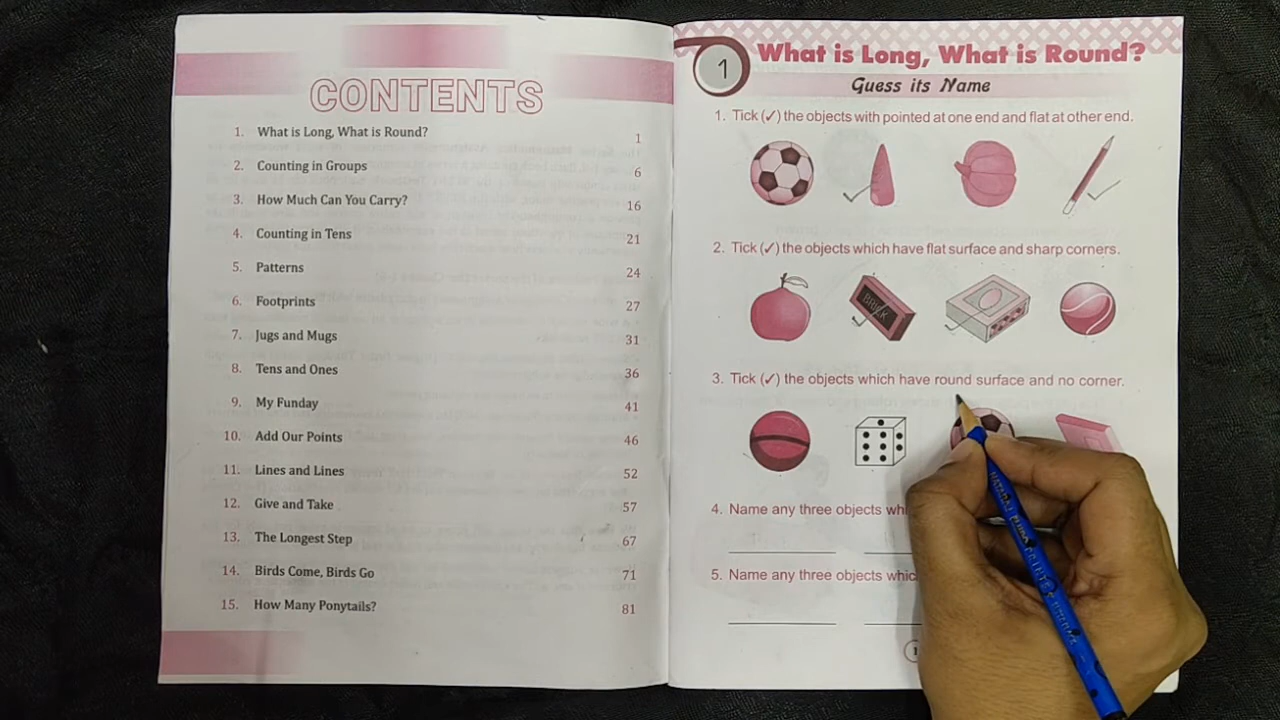 CONTENTS
1. What is Long, What is Round? 1
2. Counting in Groups 6
3. How Much Can You Carry? 16
4. Counting in Tens 21
5. Patterns 24
6. Footprints 27
7. Jugs and Mugs 31
8. Tens and Ones 36
9. My Funday 41
10. Add Our Points 46
11. Lines and Lines 52
12. Give and Take 57
13. The Longest Step 67
14. Birds Come, Birds Go 71
15. How Many Ponytails? 81
1
What is Long, What is Round?
Guess its Name
1. Tick (✓) the objects with pointed at one end and flat at other end.
2. Tick (✓) the objects which have flat surface and sharp corners.
BRICK
3. Tick (✓) the objects which have round surface and no corner.
4. Name any three objects
5. Name any three objects